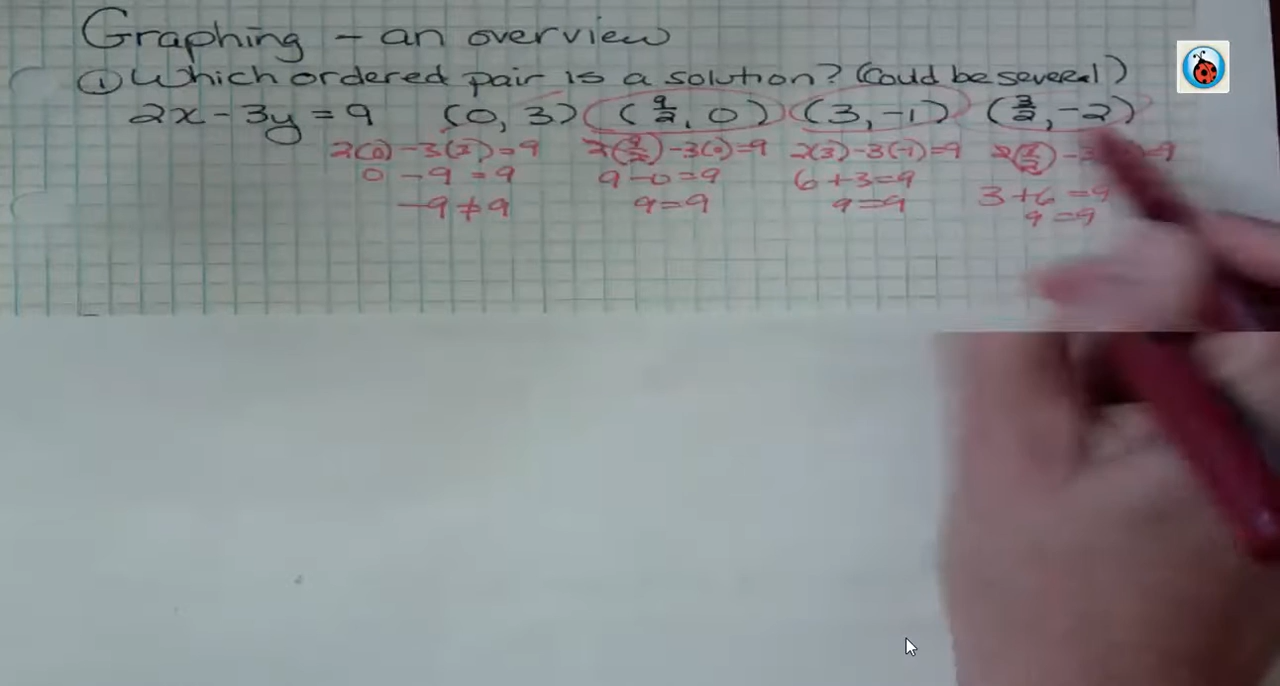 Graphing – an overview
① Which ordered pair is a solution? (Could be several)
2x - 3y = 9 (0, 3) (9/2, 0) (3, -1) (3/2, -2)
2(0) - 3(3) = 9 2(9/2) - 3(0) = 9 2(3) - 3(-1) = 9 =9
0 - 9 = 9 9 - 0 = 9 6 + 3 = 9 3 + 6 = 9
-9 ≠ 9 9 = 9 9 = 9 9 = 9